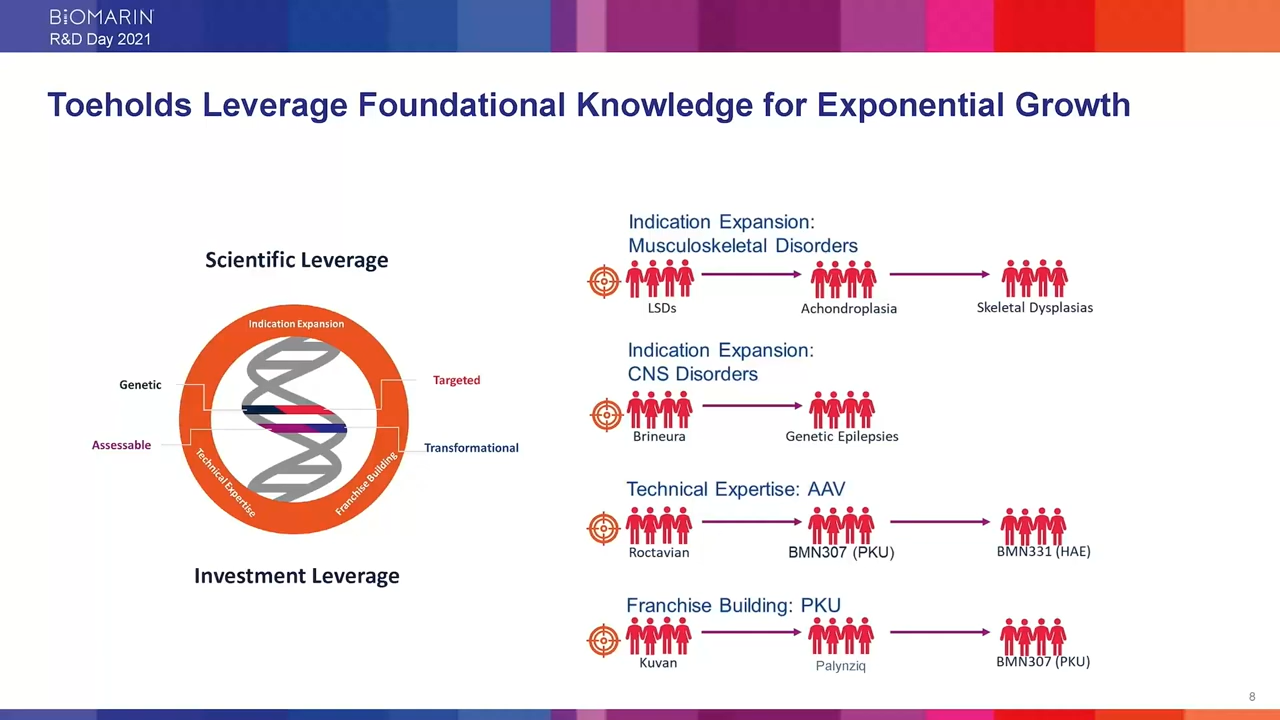 BIOMARIN
R&D Day 2021
Toeholds Leverage Foundational Knowledge for Exponential Growth
Scientific Leverage
Indication Expansion
Genetic
Targeted
Assessable
Transformational
Technical Expertise
Franchise Building
Investment Leverage
Indication Expansion:
Musculoskeletal Disorders
LSDs
Achondroplasia
Skeletal Dysplasias
Indication Expansion:
CNS Disorders
Brineura
Genetic Epilepsies
Technical Expertise: AAV
Roctavian
BMN307 (PKU)
BMN331 (HAE)
Franchise Building: PKU
Kuvan
Palynziq
BMN307 (PKU)
8